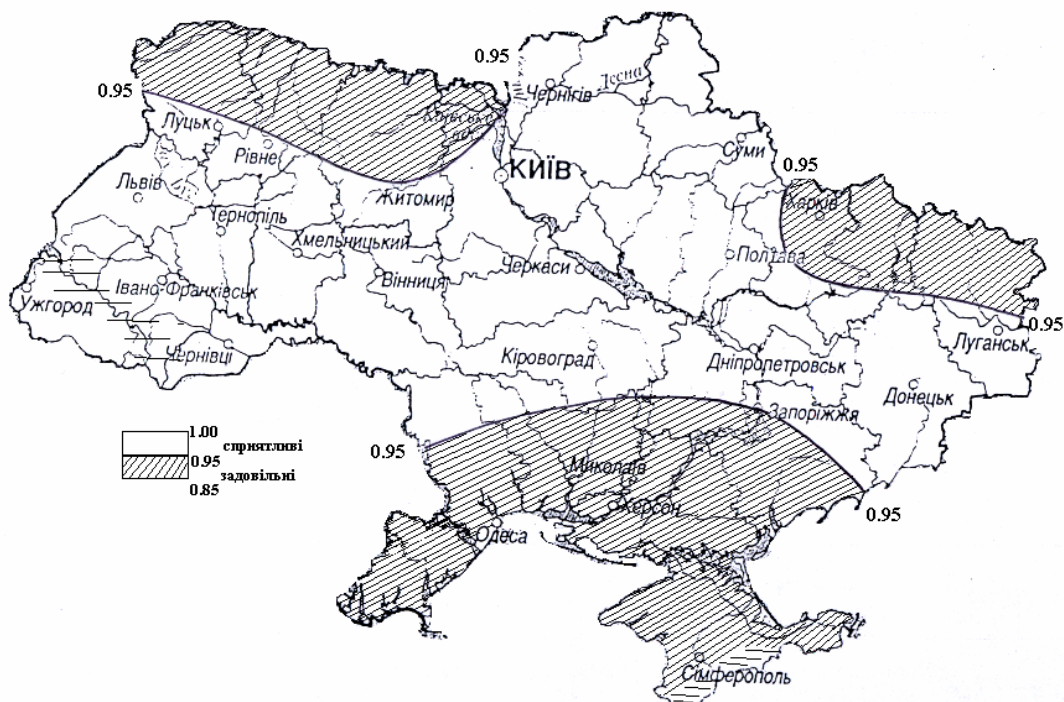 0.95
Чернігів
Десна
0.95
Київське
Луцьк
Рівне
Суми
0.95
КИЇВ
Львів
Житомир
Харків
Тернопіль
Хмельницький
Черкаси
Полтава
Вінниця
Івано-Франківськ
Ужгород
0.95
Луганськ
Чернівці
Кіровоград
Дніпропетровськ
Донецьк
Запоріжжя
1.00
сприятливі
0.95
0.95
задовільні
0.85
Миколаїв
Херсон
0.95
Одеса
Сімферополь